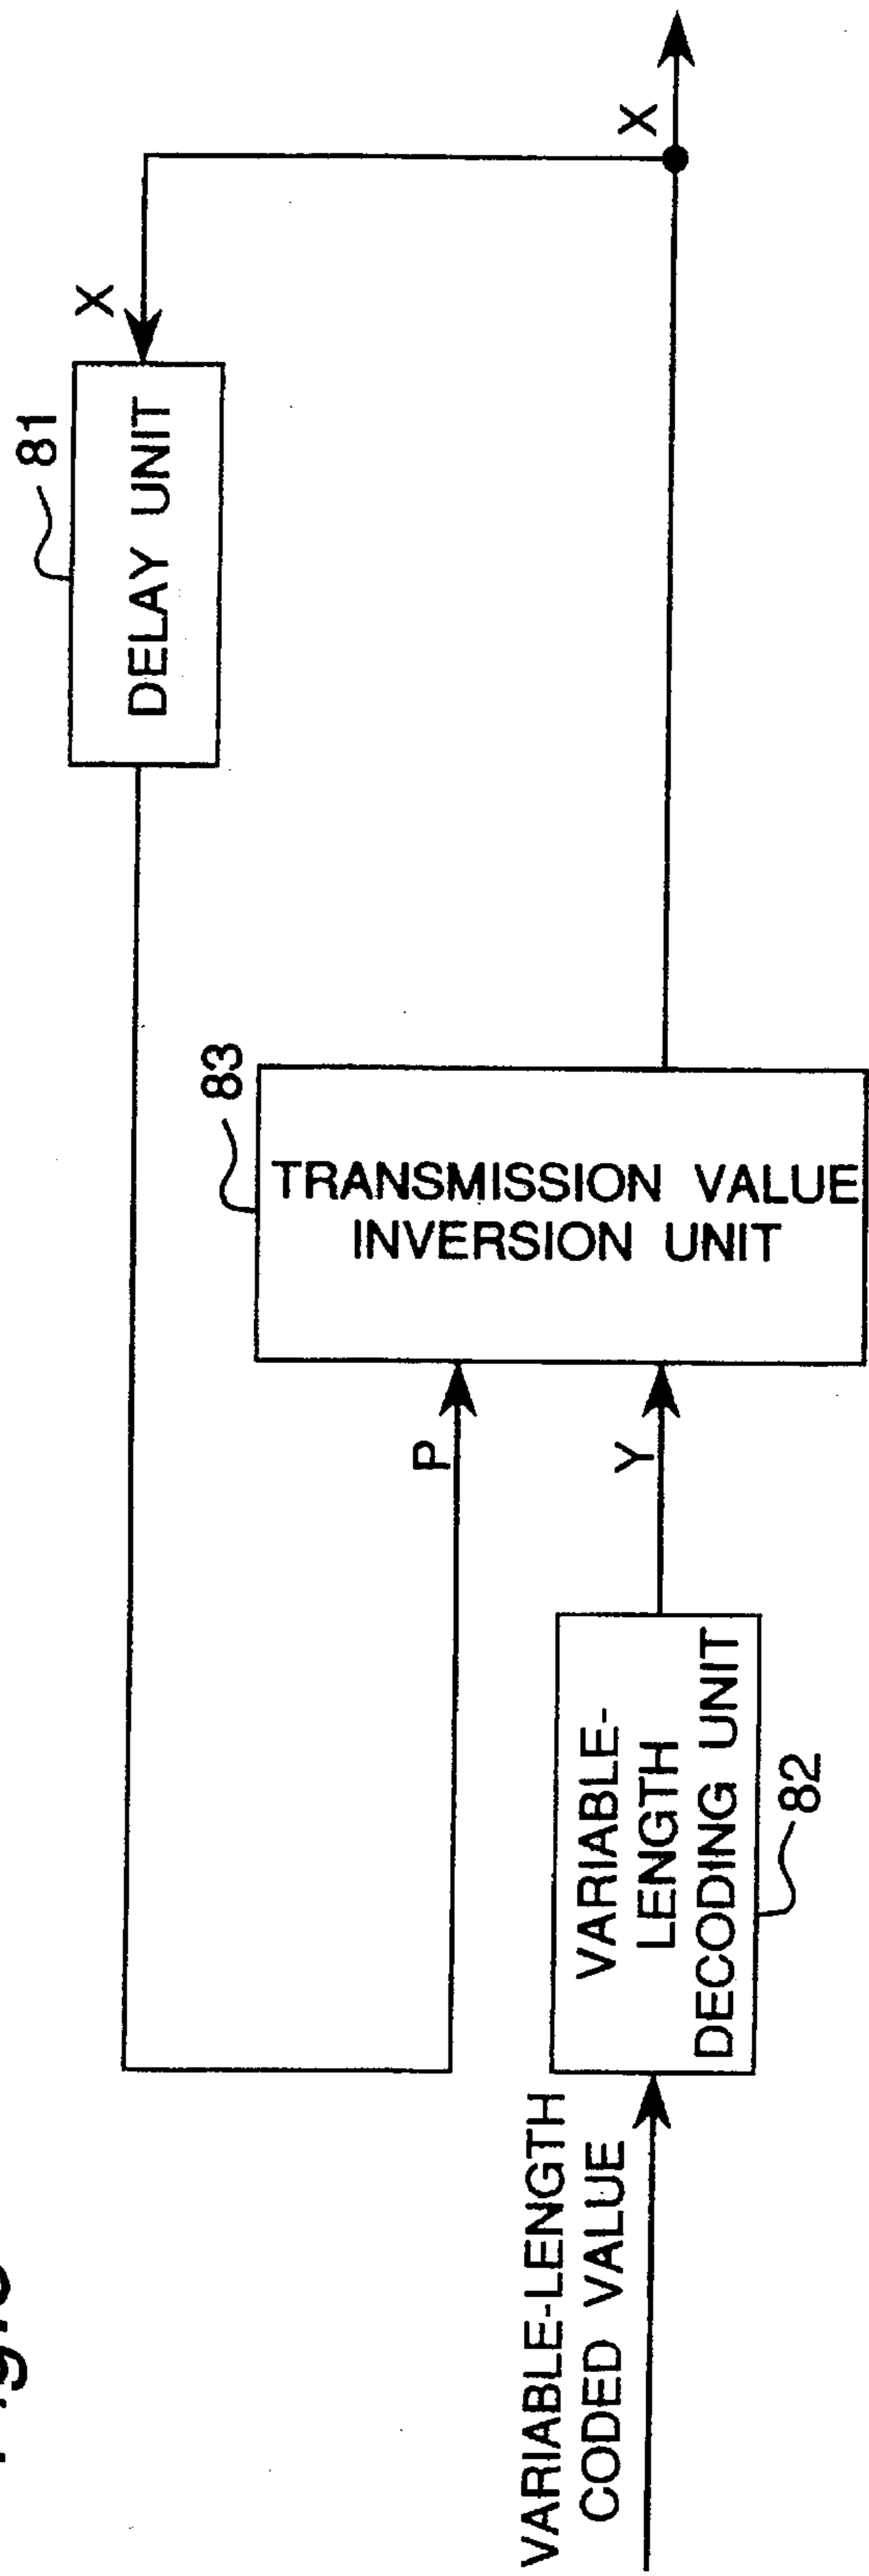 81
DELAY UNIT
X
X
83
TRANSMISSION VALUE
INVERSION UNIT
P
Y
VARIABLE-
LENGTH
DECODING UNIT
82
VARIABLE-LENGTH
CODED VALUE